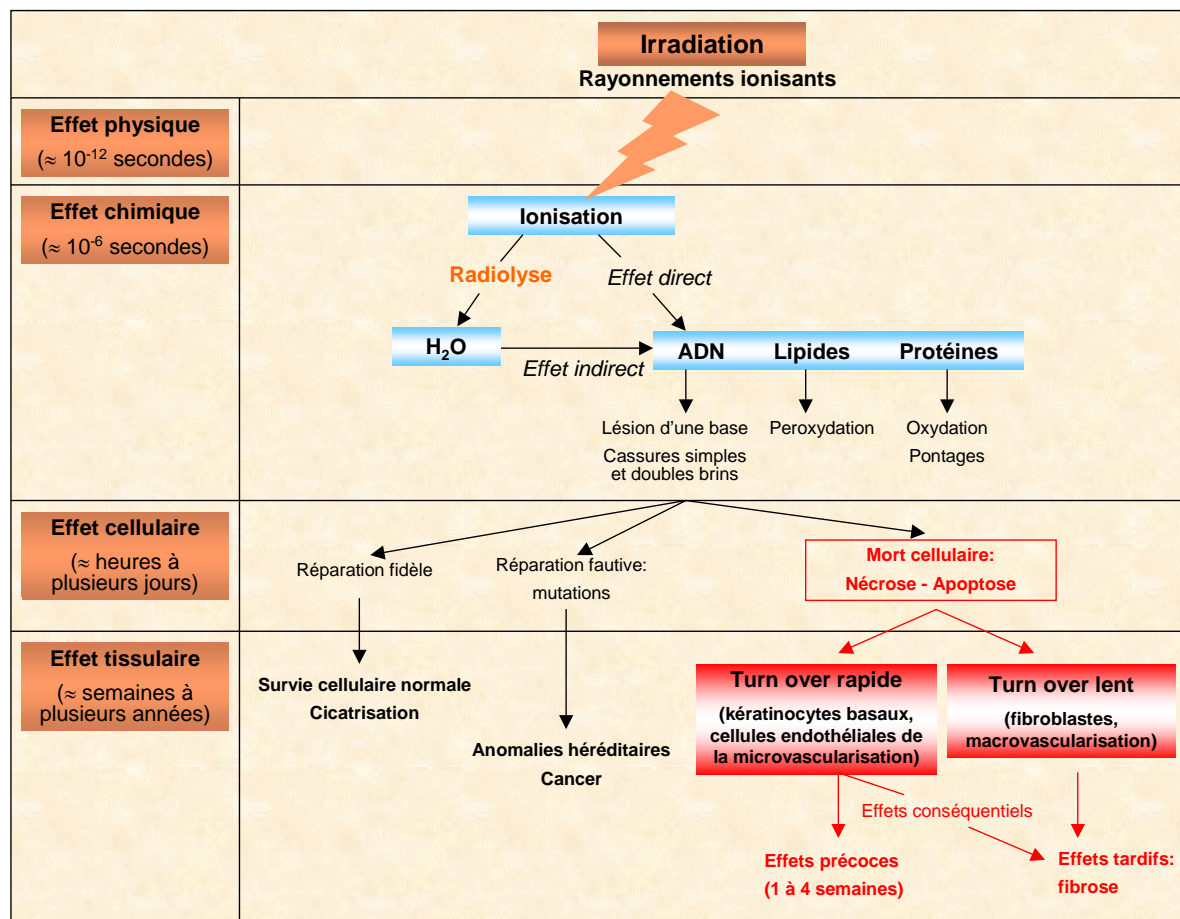 Irradiation
Rayonnements ionisants
Effet physique
(≈ 10⁻¹² secondes)
Effet chimique
(≈ 10⁻⁶ secondes)
Ionisation
Radiolyse
Effet direct
H₂O
Effet indirect
ADN Lipides Protéines
Lésion d'une base
Cassures simples
et doubles brins
Peroxydation
Oxydation
Pontages
Effet cellulaire
(≈ heures à
plusieurs jours)
Réparation fidèle
Réparation fautive:
mutations
Mort cellulaire:
Nécrose - Apoptose
Effet tissulaire
(≈ semaines à
plusieurs années)
Survie cellulaire normale
Cicatrisation
Anomalies héréditaires
Cancer
Turn over rapide
(kératinocytes basaux,
cellules endothéliales de
la microvascularisation)
Turn over lent
(fibroblastes,
macrovascularisation)
Effets conséquentiels
Effets précoces
(1 à 4 semaines)
Effets tardifs:
fibrose